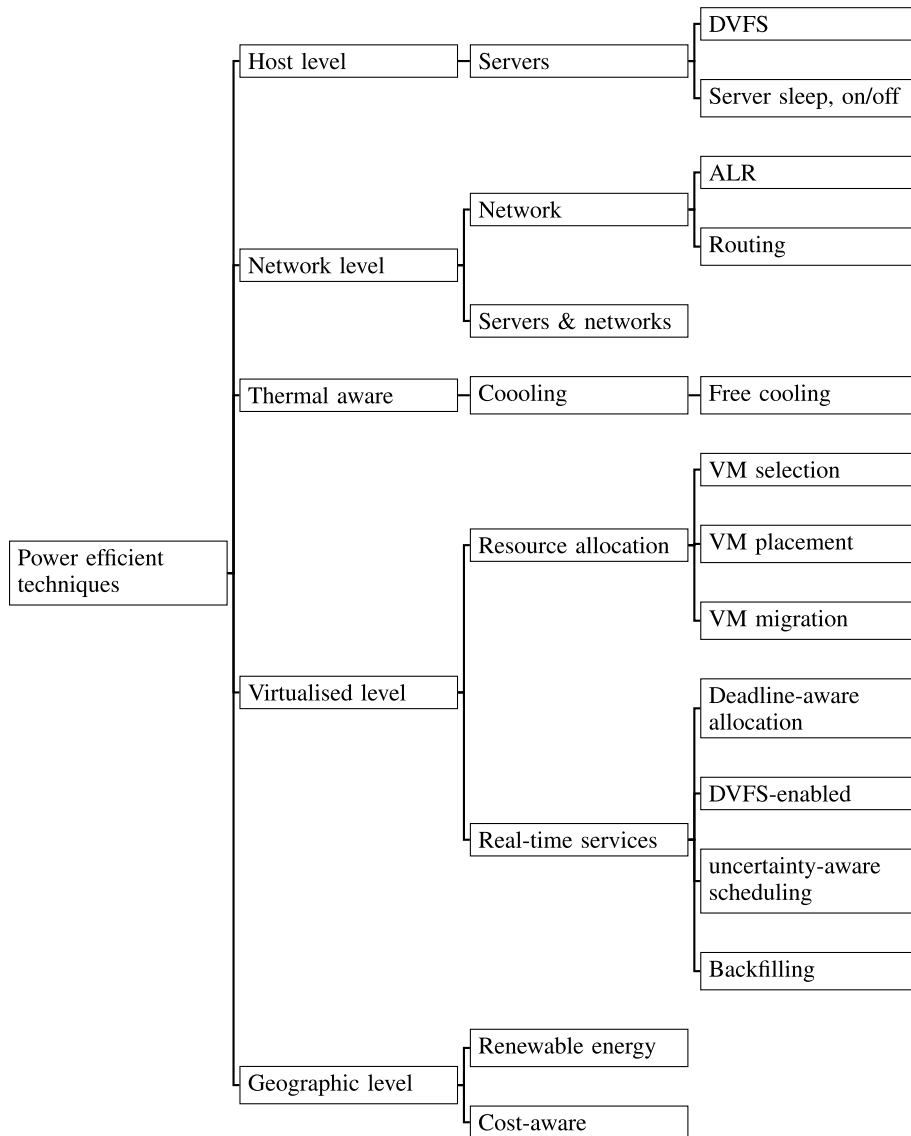 DVFS
Host level
Servers
Server sleep, on/off
ALR
Network
Routing
Network level
Servers & networks
Thermal aware
Coooling
Free cooling
VM selection
Resource allocation
VM placement
Power efficient
techniques
VM migration
Virtualised level
Deadline-aware
allocation
DVFS-enabled
Real-time services
uncertainty-aware
scheduling
Backfilling
Renewable energy
Geographic level
Cost-aware